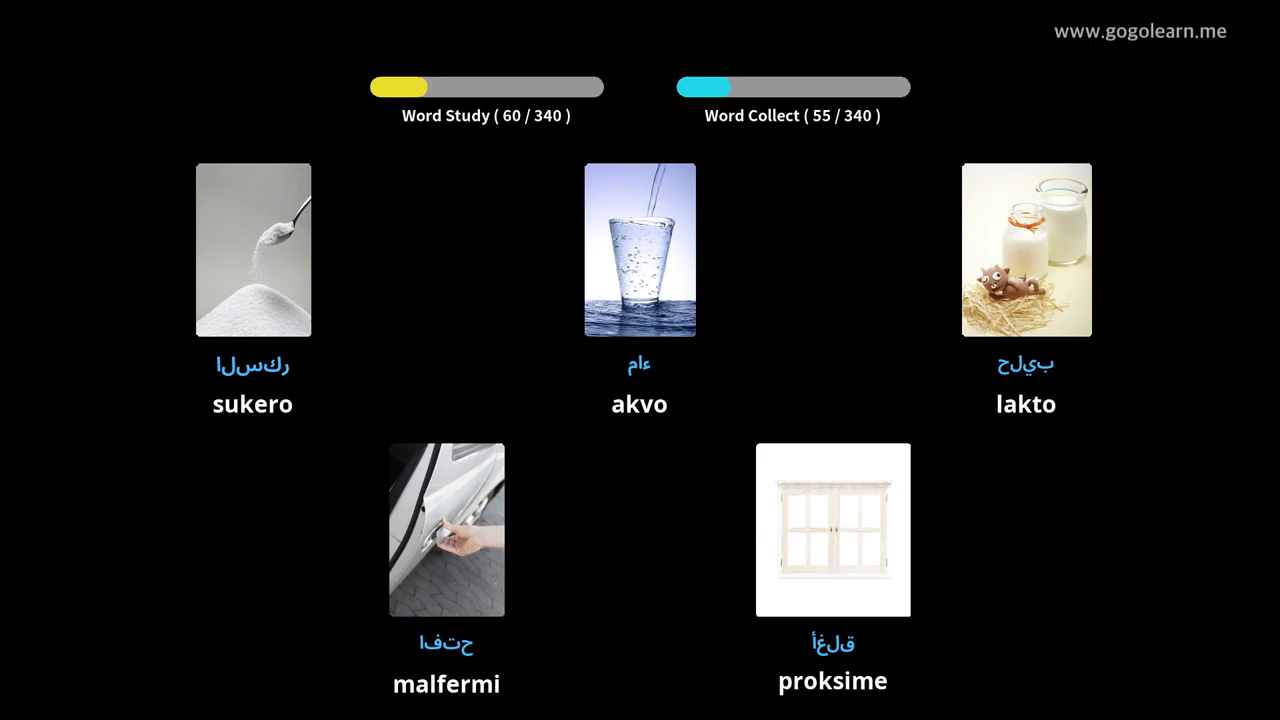 www.gogolearn.me
Word Study ( 60 / 340 )
Word Collect ( 55 / 340 )
السكر
ماء
حليب
sukero
akvo
lakto
افتح
أغلق
malfermi
proksime